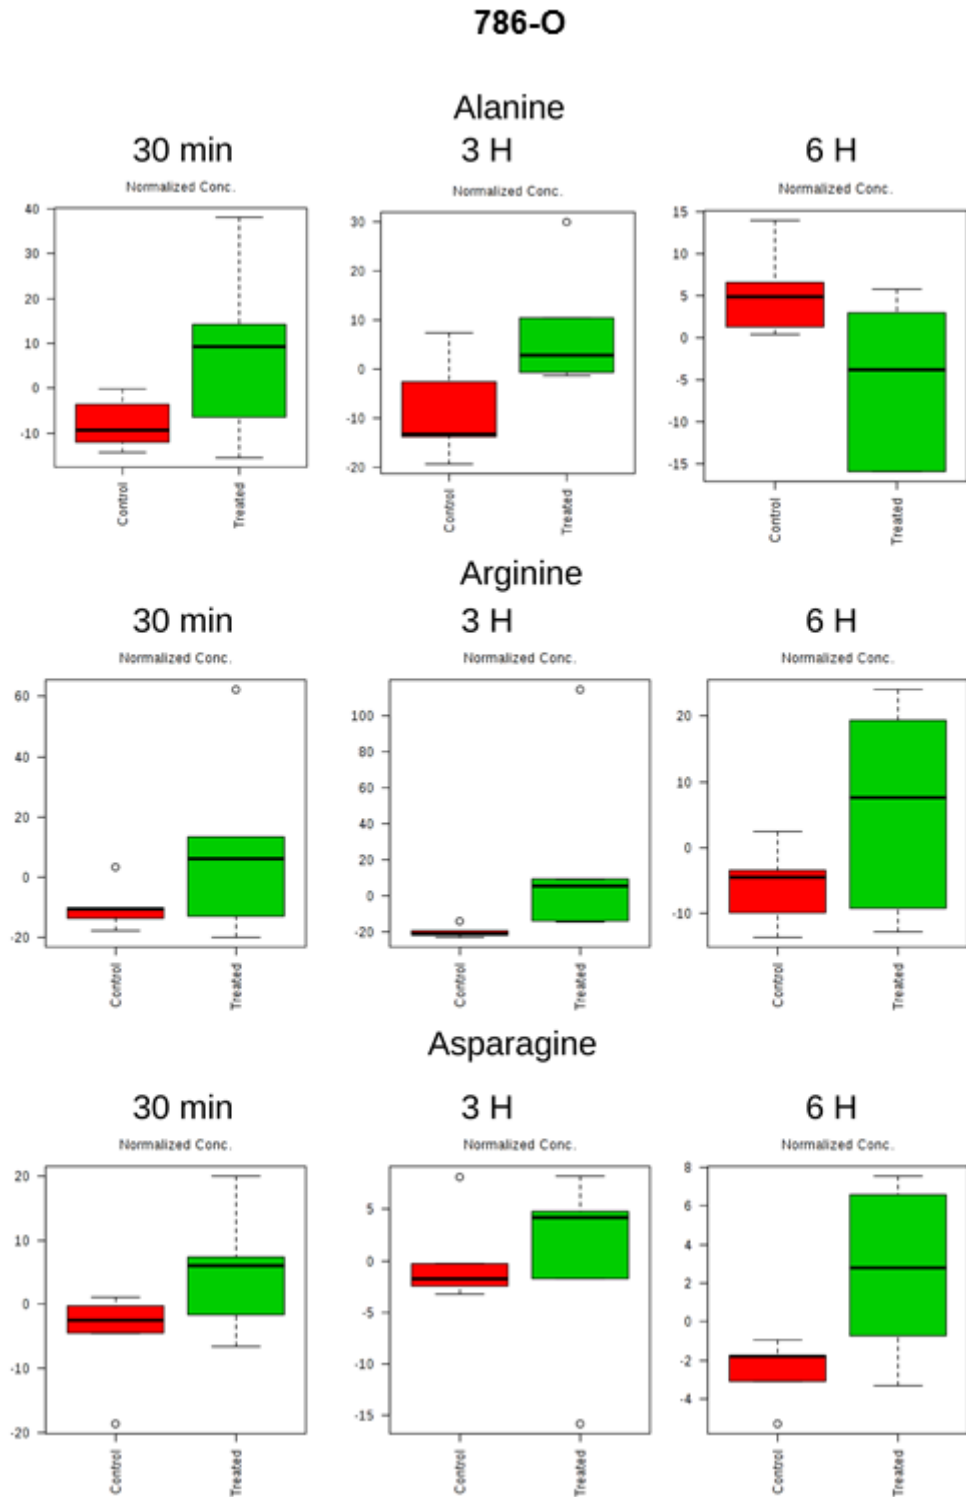 786-O
Alanine
30 min 3 H 6 H
Normalized Conc. Normalized Conc. Normalized Conc.
40 30 20 10 0 -10
30 20 10 0 -10 -20
15 10 5 0 -5 -10 -15
Control Treated Control Treated Control Treated
Arginine
30 min 3 H 6 H
Normalized Conc. Normalized Conc. Normalized Conc.
60 40 20 0 -20
100 80 60 40 20 0 -20
20 10 0 -10
Control Treated Control Treated Control Treated
Asparagine
30 min 3 H 6 H
Normalized Conc. Normalized Conc. Normalized Conc.
20 10 0 -10 -20
5 0 -5 -10 -15
8 6 4 2 0 -2 -4
Control Treated Control Treated Control Treated